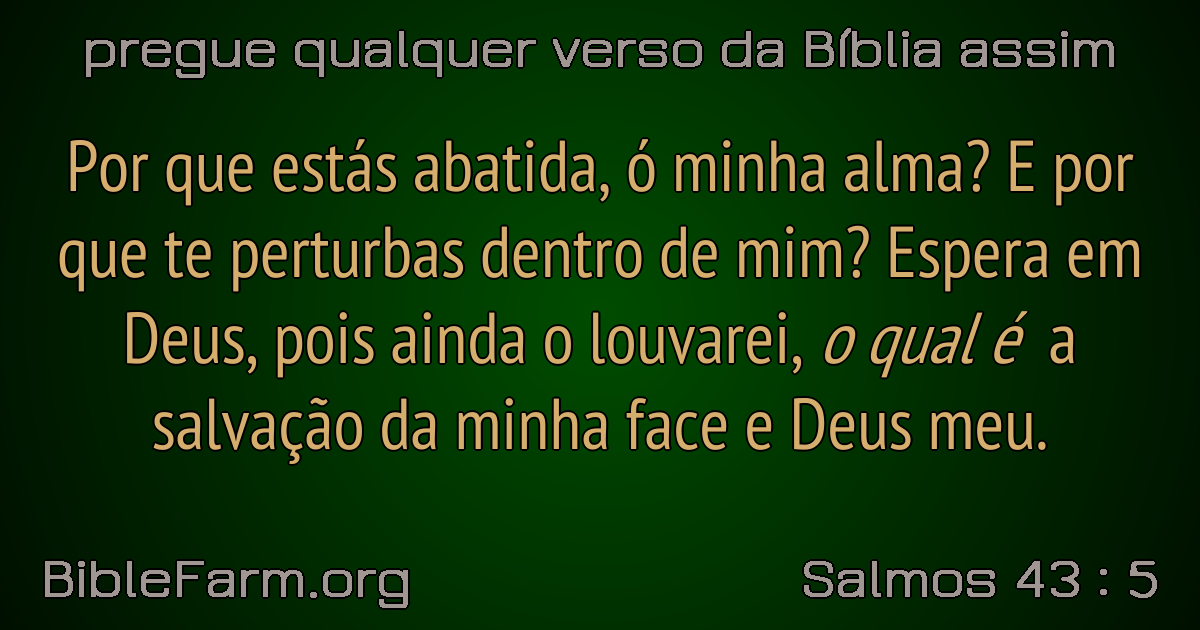 pregue qualquer verso da Bíblia assim
Por que estás abatida, ó minha alma? E por
que te perturbas dentro de mim? Espera em
Deus, pois ainda o louvarei, o qual é a
salvação da minha face e Deus meu.
BibleFarm.org
Salmos 43 : 5